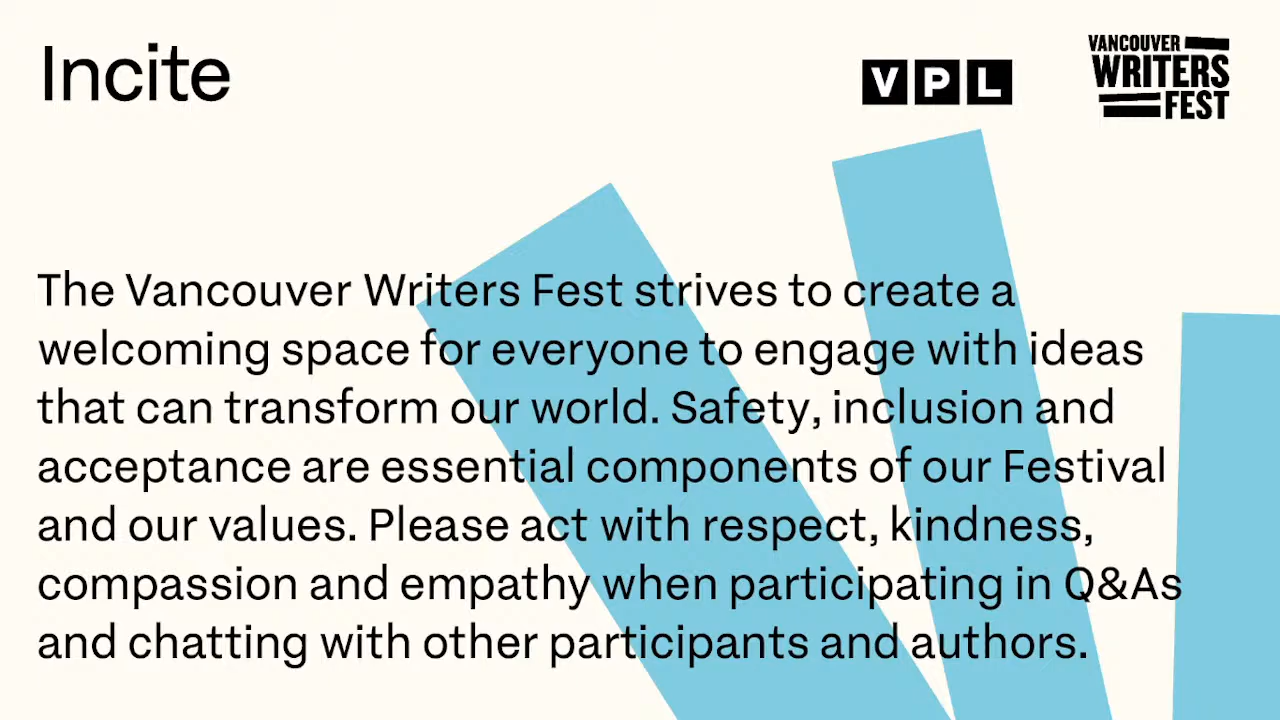 Incite
VPL
VANCOUVER
WRITERS
FEST
The Vancouver Writers Fest strives to create a
welcoming space for everyone to engage with ideas
that can transform our world. Safety, inclusion and
acceptance are essential components of our Festival
and our values. Please act with respect, kindness,
compassion and empathy when participating in Q&As
and chatting with other participants and authors.